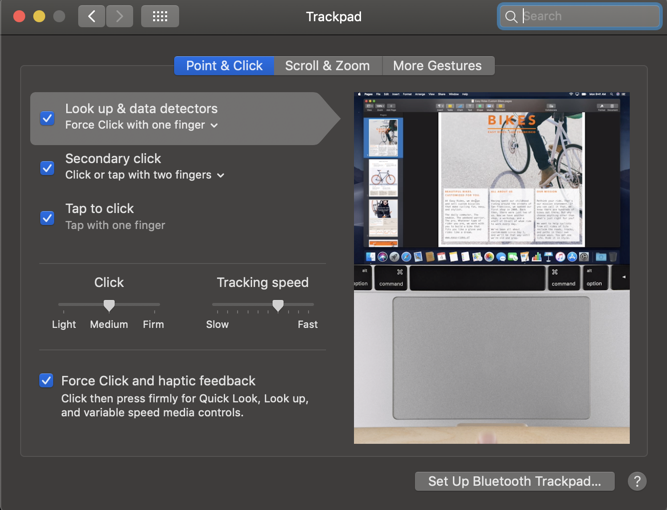 Trackpad
Search
Point & Click
Scroll & Zoom
More Gestures
Look up & data detectors
Force Click with one finger
Secondary click
Click or tap with two fingers
Tap to click
Tap with one finger
Click
Tracking speed
Light
Medium
Firm
Slow
Fast
Force Click and haptic feedback
Click then press firmly for Quick Look, Look up,
and variable speed media controls.
BIKES
alt
option
⌘
command
⌘
command
alt
option
Set Up Bluetooth Trackpad...
?